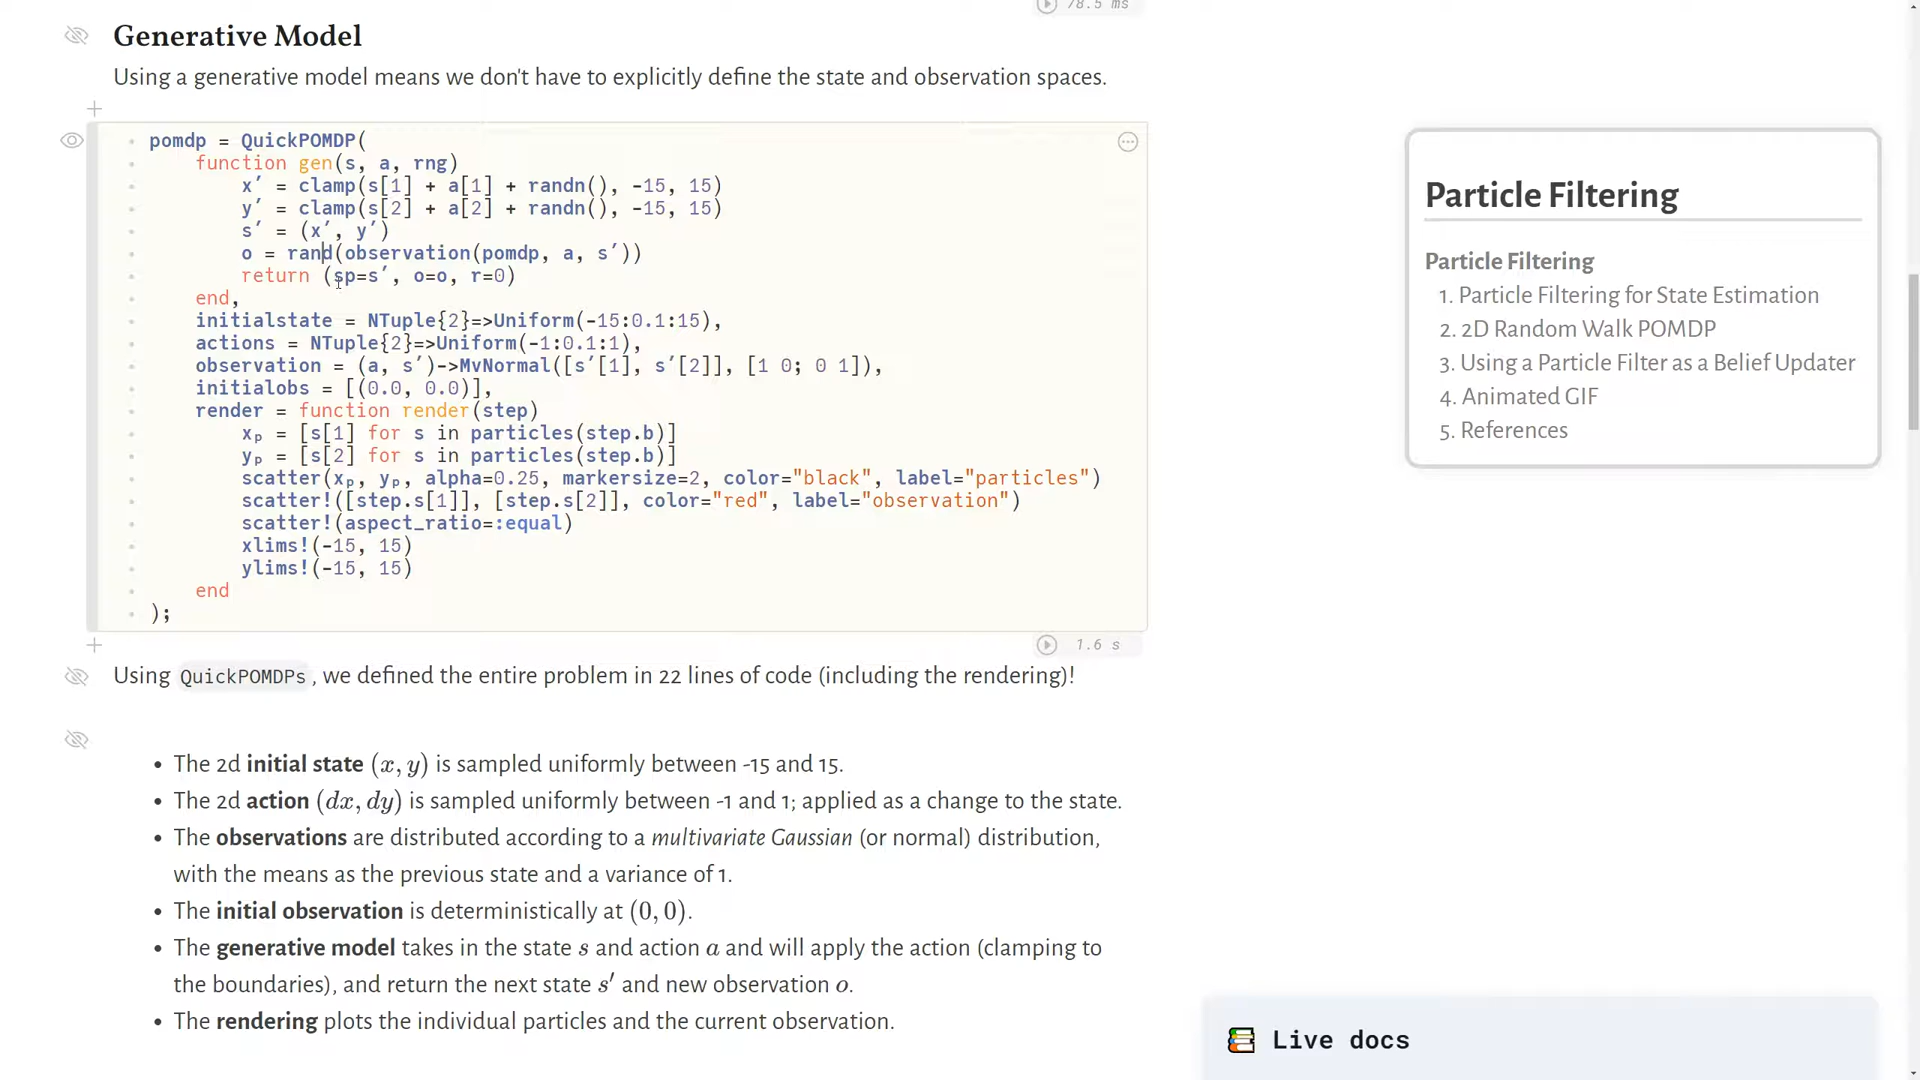 78.5 ms
Generative Model
Using a generative model means we don't have to explicitly define the state and observation spaces.
pomdp = QuickPOMDP(
function gen(s, a, rng)
x′ = clamp(s[1] + a[1] + randn(), -15, 15)
y′ = clamp(s[2] + a[2] + randn(), -15, 15)
s′ = (x′, y′)
o = rand(observation(pomdp, a, s′))
return (sp=s′, o=o, r=0)
end,
initialstate = NTuple{2}=>Uniform(-15:0.1:15),
actions = NTuple{2}=>Uniform(-1:0.1:1),
observation = (a, s′)->MvNormal([s′[1], s′[2]], [1 0; 0 1]),
initialobs = [(0.0, 0.0)],
render = function render(step)
xₚ = [s[1] for s in particles(step.b)]
yₚ = [s[2] for s in particles(step.b)]
scatter(xₚ, yₚ, alpha=0.25, markersize=2, color="black", label="particles")
scatter!([step.s[1]], [step.s[2]], color="red", label="observation")
scatter!(aspect_ratio=:equal)
xlims!(-15, 15)
ylims!(-15, 15)
end
);
1.6 s
Using QuickPOMDPs, we defined the entire problem in 22 lines of code (including the rendering)!
• The 2d initial state (x, y) is sampled uniformly between -15 and 15.
• The 2d action (dx, dy) is sampled uniformly between -1 and 1; applied as a change to the state.
• The observations are distributed according to a multivariate Gaussian (or normal) distribution,
with the means as the previous state and a variance of 1.
• The initial observation is deterministically at (0, 0).
• The generative model takes in the state s and action a and will apply the action (clamping to
the boundaries), and return the next state s′ and new observation o.
• The rendering plots the individual particles and the current observation.
Particle Filtering
Particle Filtering
1. Particle Filtering for State Estimation
2. 2D Random Walk POMDP
3. Using a Particle Filter as a Belief Updater
4. Animated GIF
5. References
Live docs